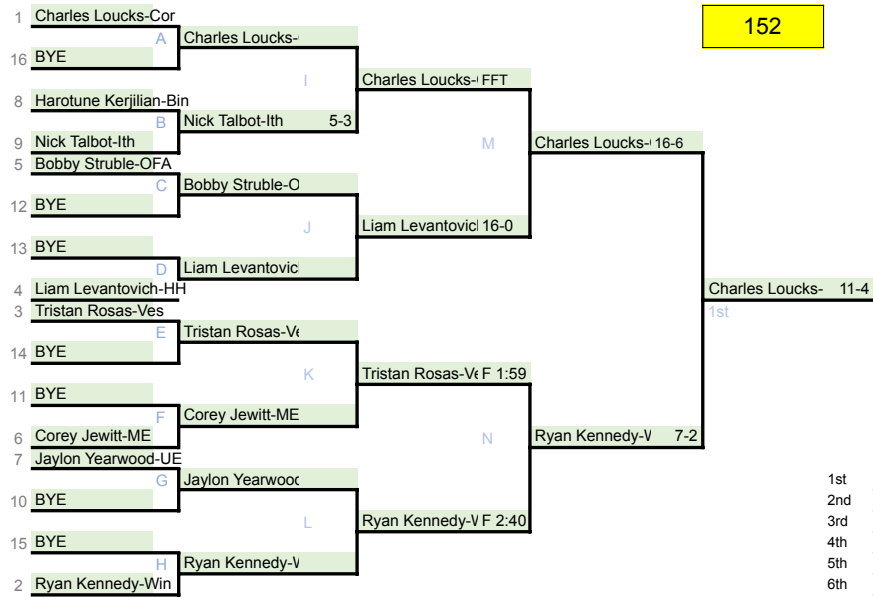 152
1 Charles Loucks-Cor
A
16 BYE
Charles Loucks-
I
8 Harotune Kerjilian-Bin
B
9 Nick Talbot-Ith
Nick Talbot-Ith 5-3
Charles Loucks- FFT
M
5 Bobby Struble-OFA
C
12 BYE
Bobby Struble-O
J
13 BYE
D
4 Liam Levantovich-HH
Liam Levantovic
Liam Levantovic 16-0
Charles Loucks- 16-6
3 Tristan Rosas-Ves
E
14 BYE
Tristan Rosas-Ve
K
11 BYE
F
6 Corey Jewitt-ME
Corey Jewitt-ME
Tristan Rosas-Ve F 1:59
N
7 Jaylon Yearwood-UE
G
10 BYE
Jaylon Yearwood
L
15 BYE
H
2 Ryan Kennedy-Win
Ryan Kennedy-V
Ryan Kennedy-V F 2:40
Ryan Kennedy-V 7-2
Charles Loucks- 11-4
1st
1st
2nd
3rd
4th
5th
6th